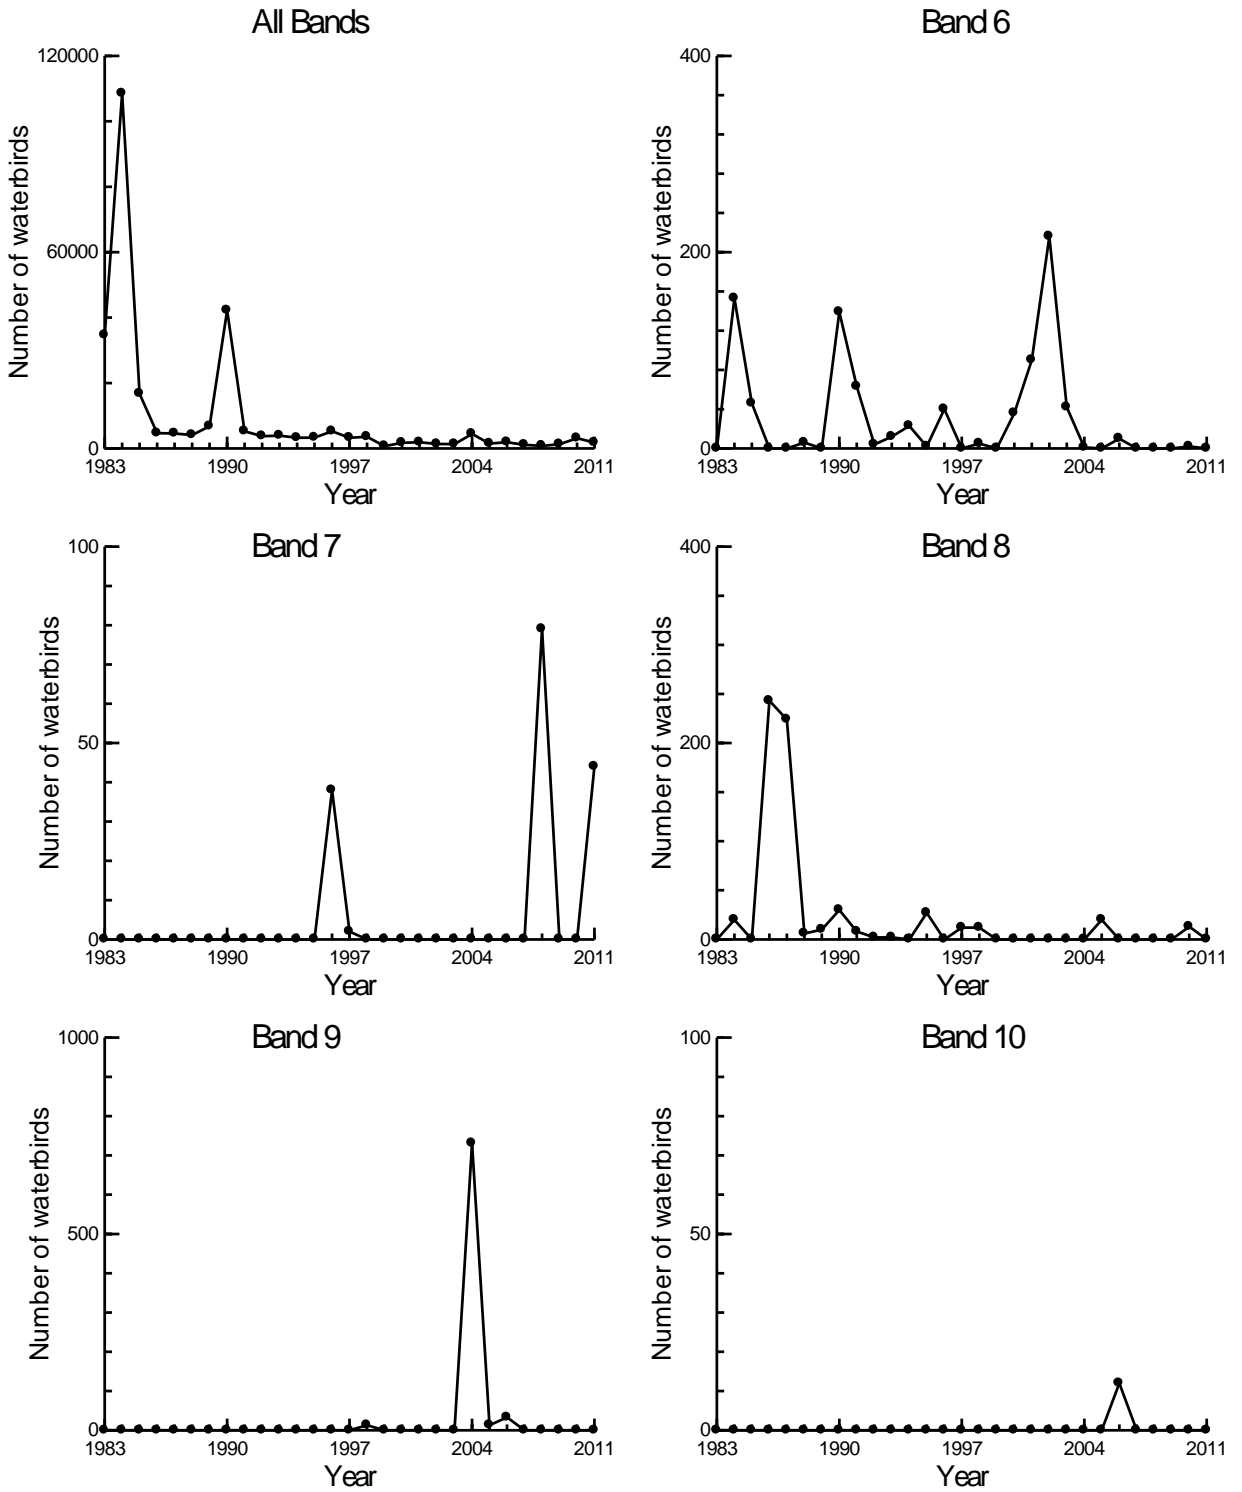 All Bands
Number of waterbirds
120000
60000
0
1983 1990 1997 2004 2011
Year
Band 6
Number of waterbirds
400
200
0
1983 1990 1997 2004 2011
Year
Band 7
Number of waterbirds
100
50
0
1983 1990 1997 2004 2011
Year
Band 8
Number of waterbirds
400
200
0
1983 1990 1997 2004 2011
Year
Band 9
Number of waterbirds
1000
500
0
1983 1990 1997 2004 2011
Year
Band 10
Number of waterbirds
100
50
0
1983 1990 1997 2004 2011
Year